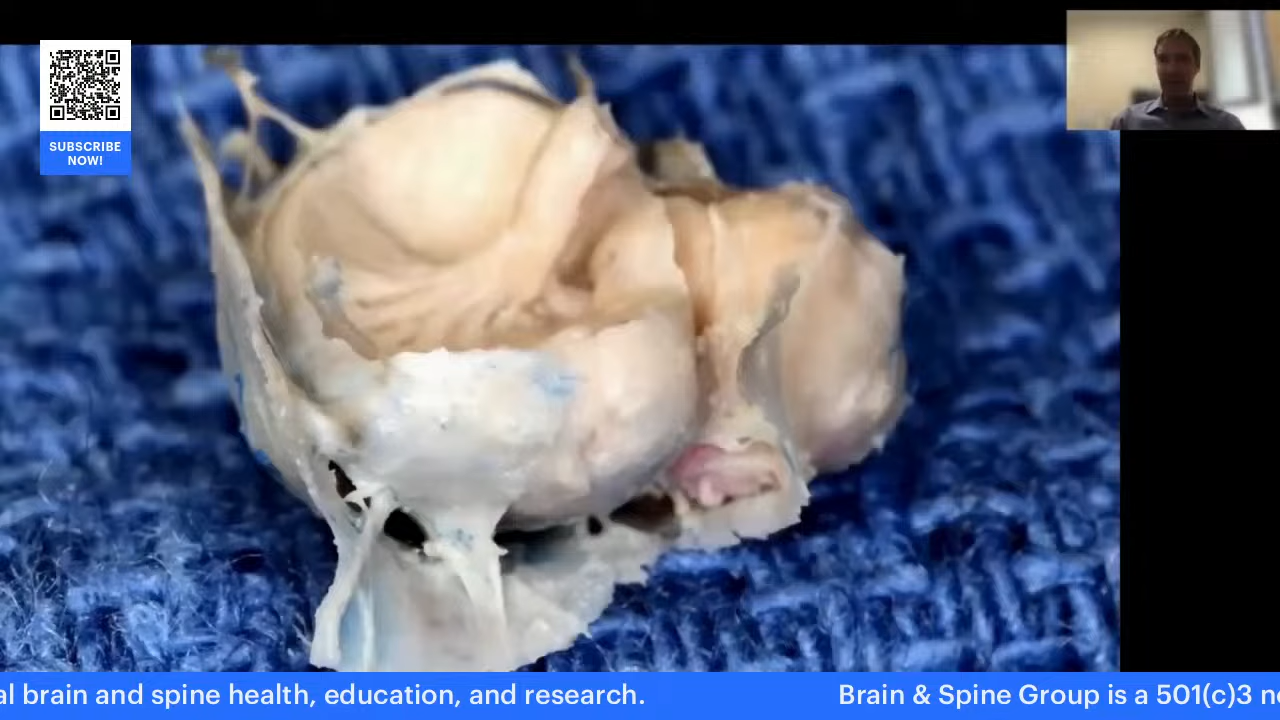 SUBSCRIBE
NOW!
al brain and spine health, education, and research.
Brain & Spine Group is a 501(c)3 n